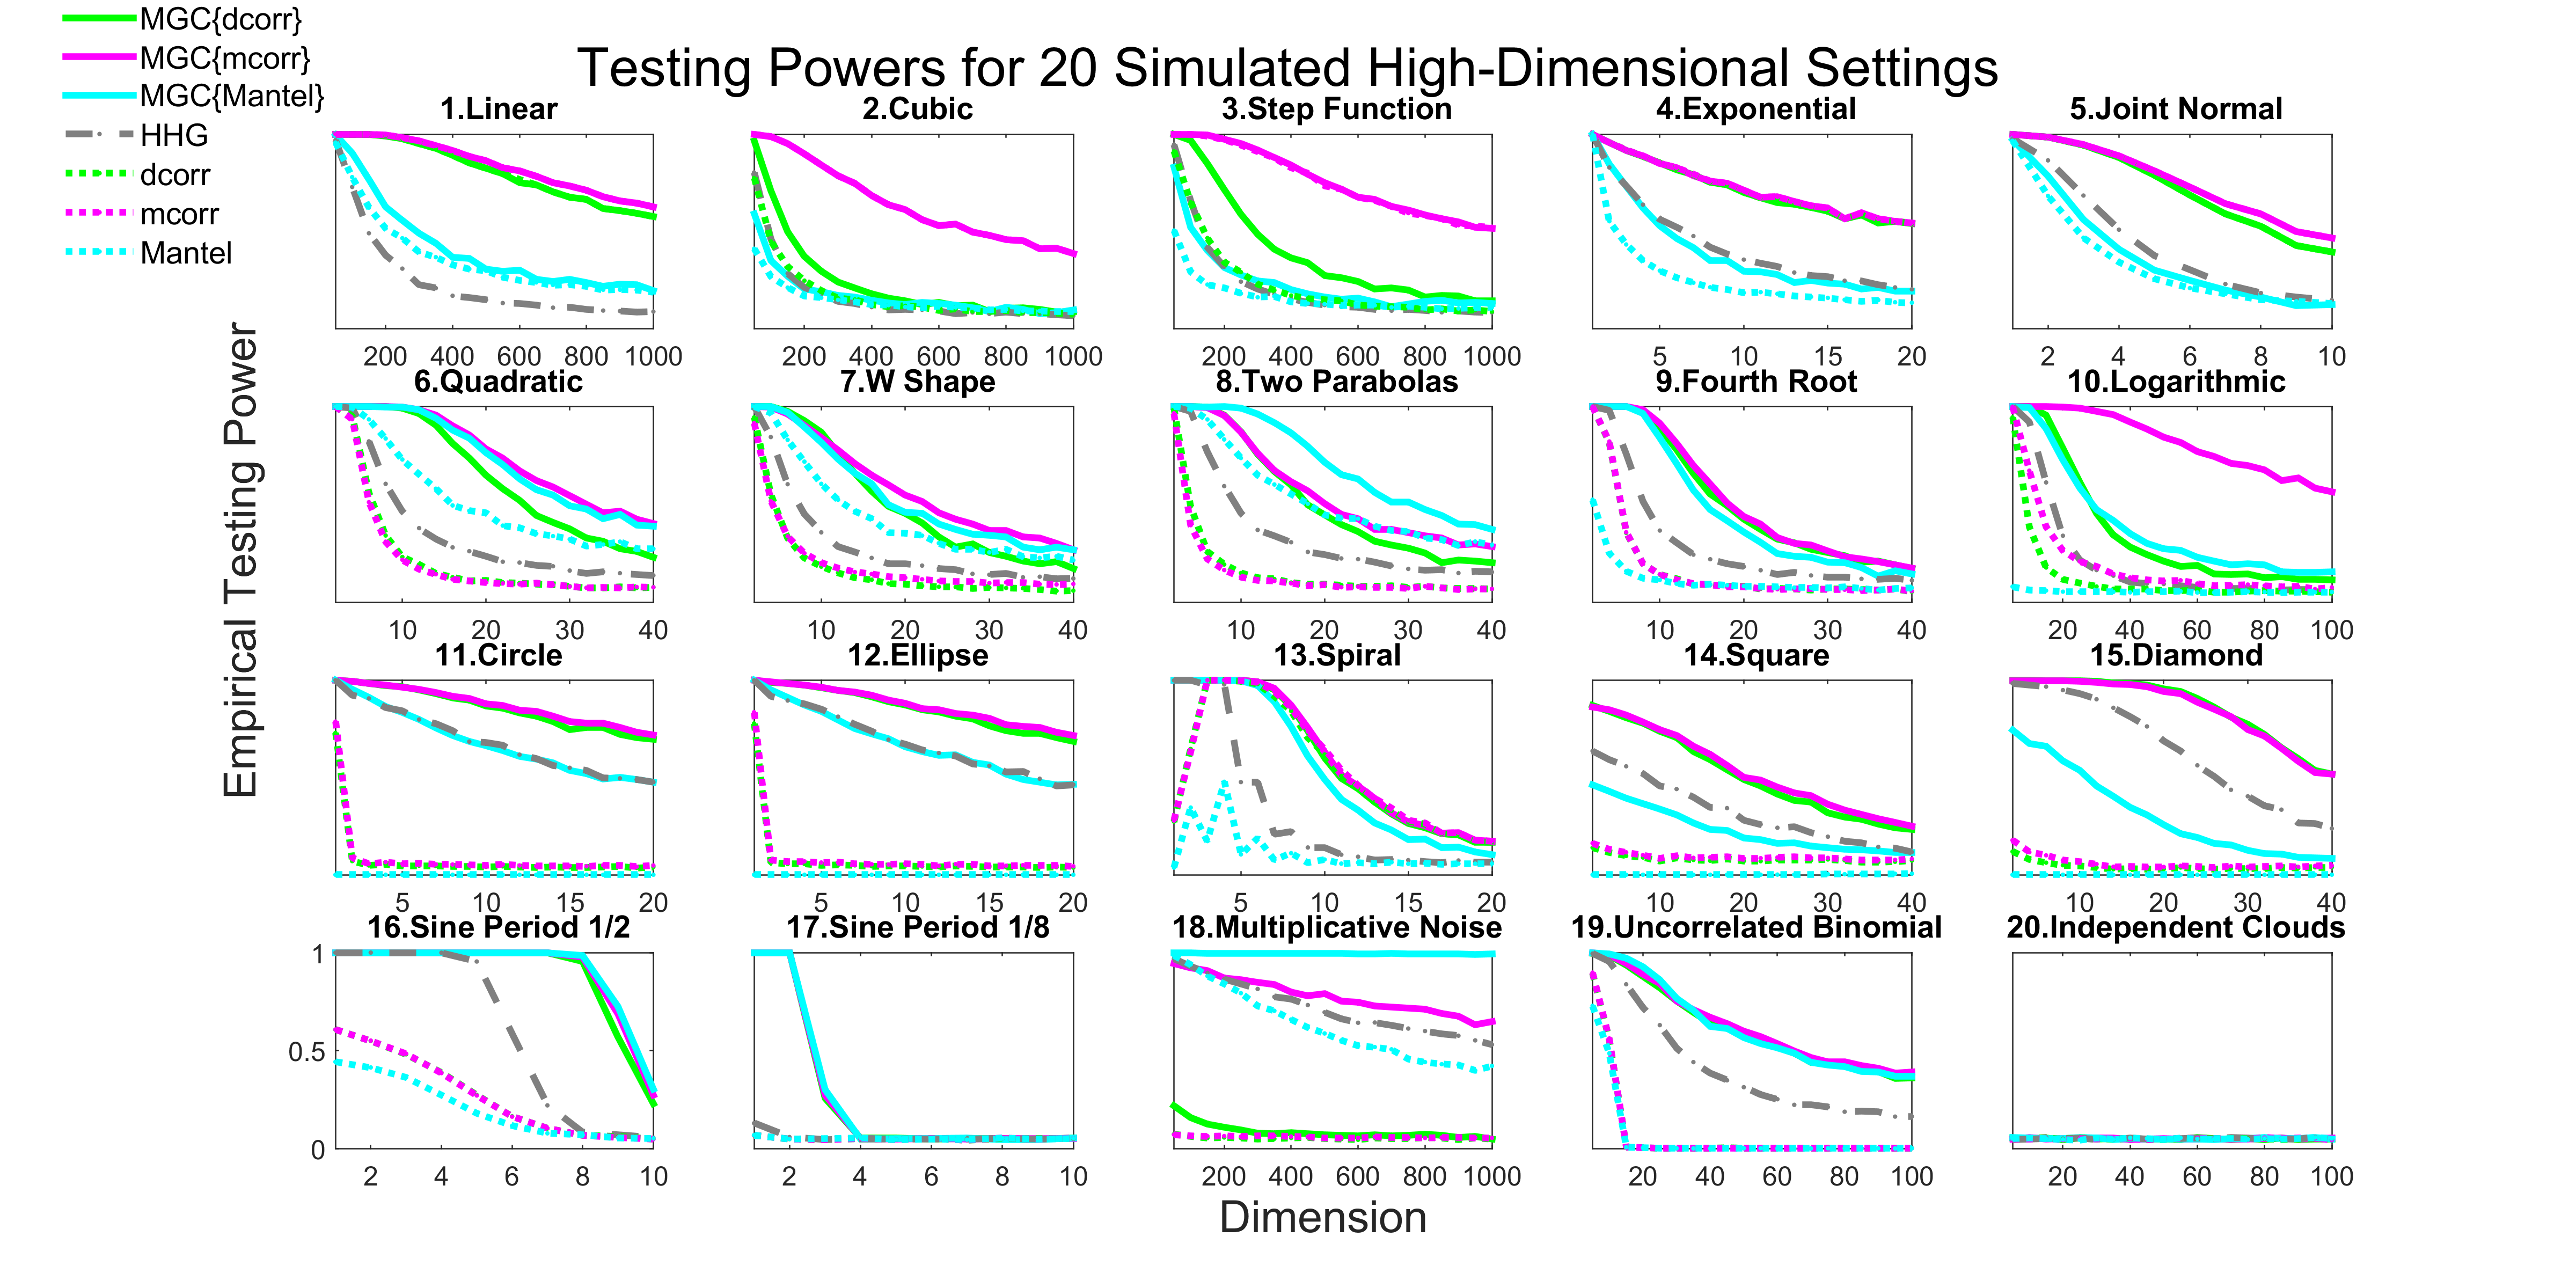 MGC{dcorr}
MGC{mcorr}
MGC{Mantel}
HHG
dcorr
mcorr
Mantel
Testing Powers for 20 Simulated High-Dimensional Settings
Empirical Testing Power
1.Linear
200 400 600 800 1000
2.Cubic
200 400 600 800 1000
3.Step Function
200 400 600 800 1000
4.Exponential
5 10 15 20
5.Joint Normal
2 4 6 8 10
6.Quadratic
10 20 30 40
7.W Shape
10 20 30 40
8.Two Parabolas
10 20 30 40
9.Fourth Root
10 20 30 40
10.Logarithmic
20 40 60 80 100
11.Circle
5 10 15 20
12.Ellipse
5 10 15 20
13.Spiral
5 10 15 20
14.Square
10 20 30 40
15.Diamond
10 20 30 40
16.Sine Period 1/2
1
0.5
0
2 4 6 8 10
17.Sine Period 1/8
2 4 6 8 10
18.Multiplicative Noise
200 400 600 800 1000
19.Uncorrelated Binomial
20 40 60 80 100
20.Independent Clouds
20 40 60 80 100
Dimension